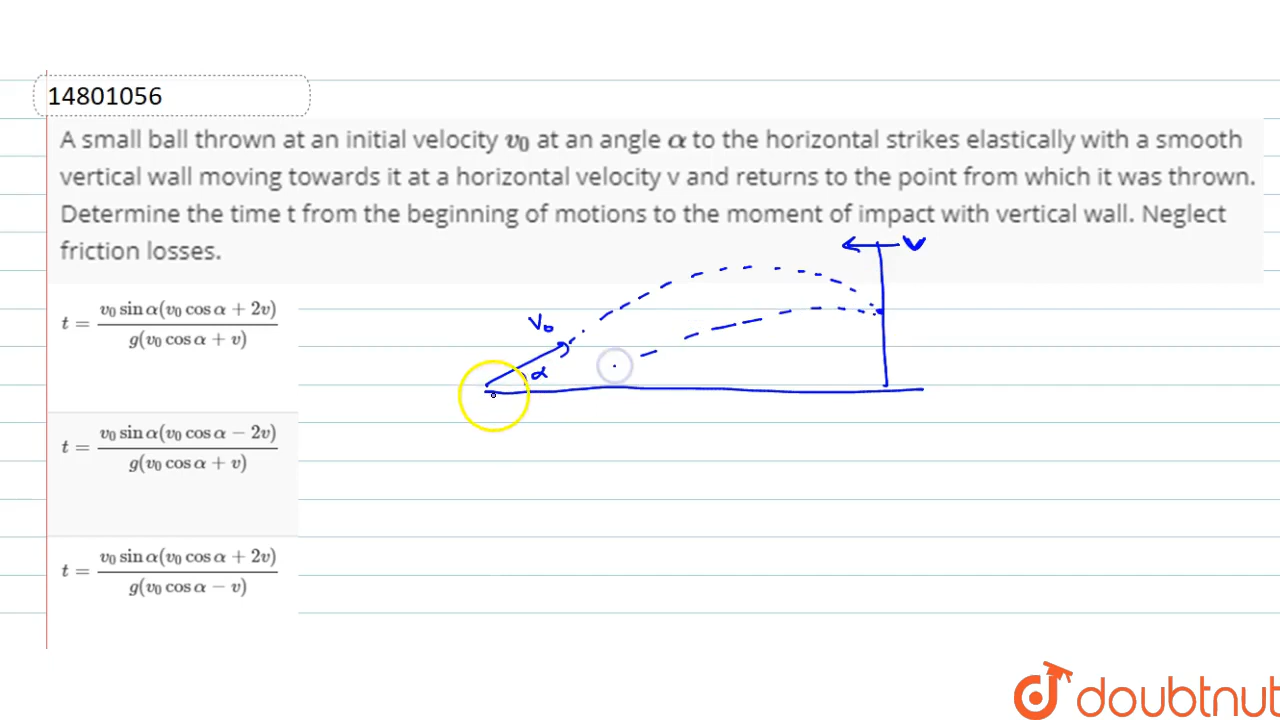 14801056
A small ball thrown at an initial velocity v₀ at an angle α to the horizontal strikes elastically with a smooth
vertical wall moving towards it at a horizontal velocity v and returns to the point from which it was thrown.
Determine the time t from the beginning of motions to the moment of impact with vertical wall. Neglect
friction losses.
V
V₀
α
t = v₀ sin α(v₀ cos α + 2v) / g(v₀ cos α + v)
t = v₀ sin α(v₀ cos α − 2v) / g(v₀ cos α + v)
t = v₀ sin α(v₀ cos α + 2v) / g(v₀ cos α − v)
doubtnut